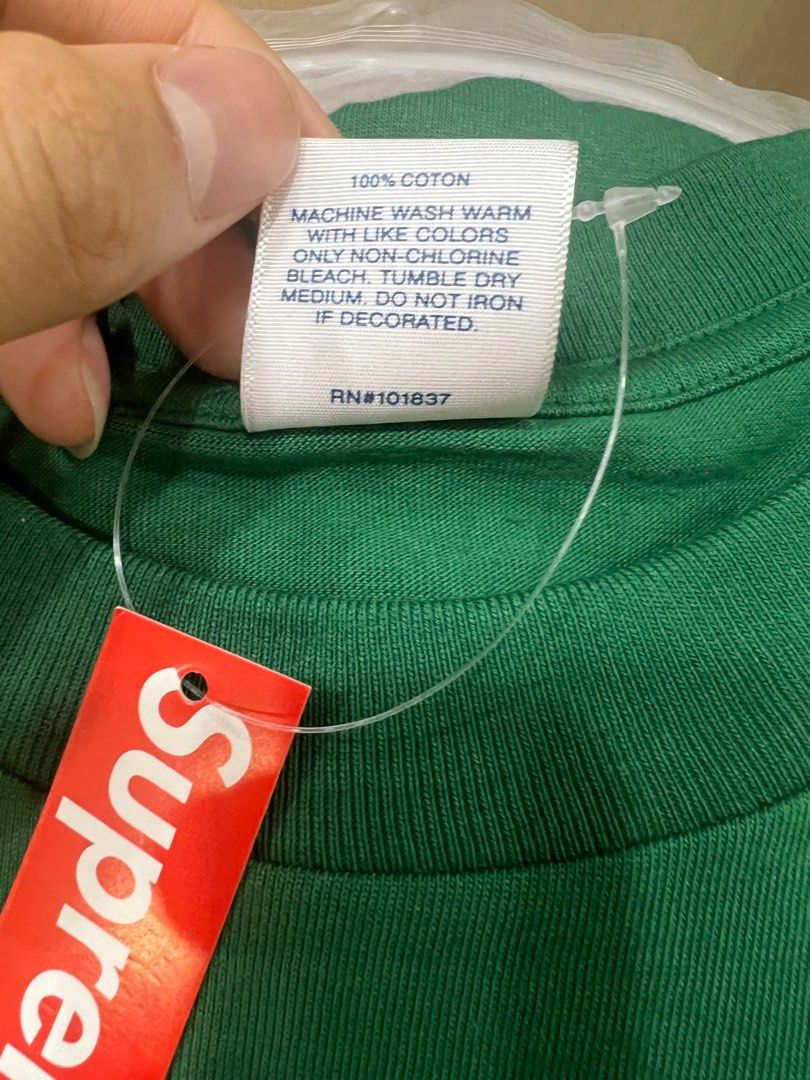 100% COTON
MACHINE WASH WARM
WITH LIKE COLORS
ONLY NON-CHLORINE
BLEACH. TUMBLE DRY
MEDIUM. DO NOT IRON
IF DECORATED.
RN#101837
Suprem